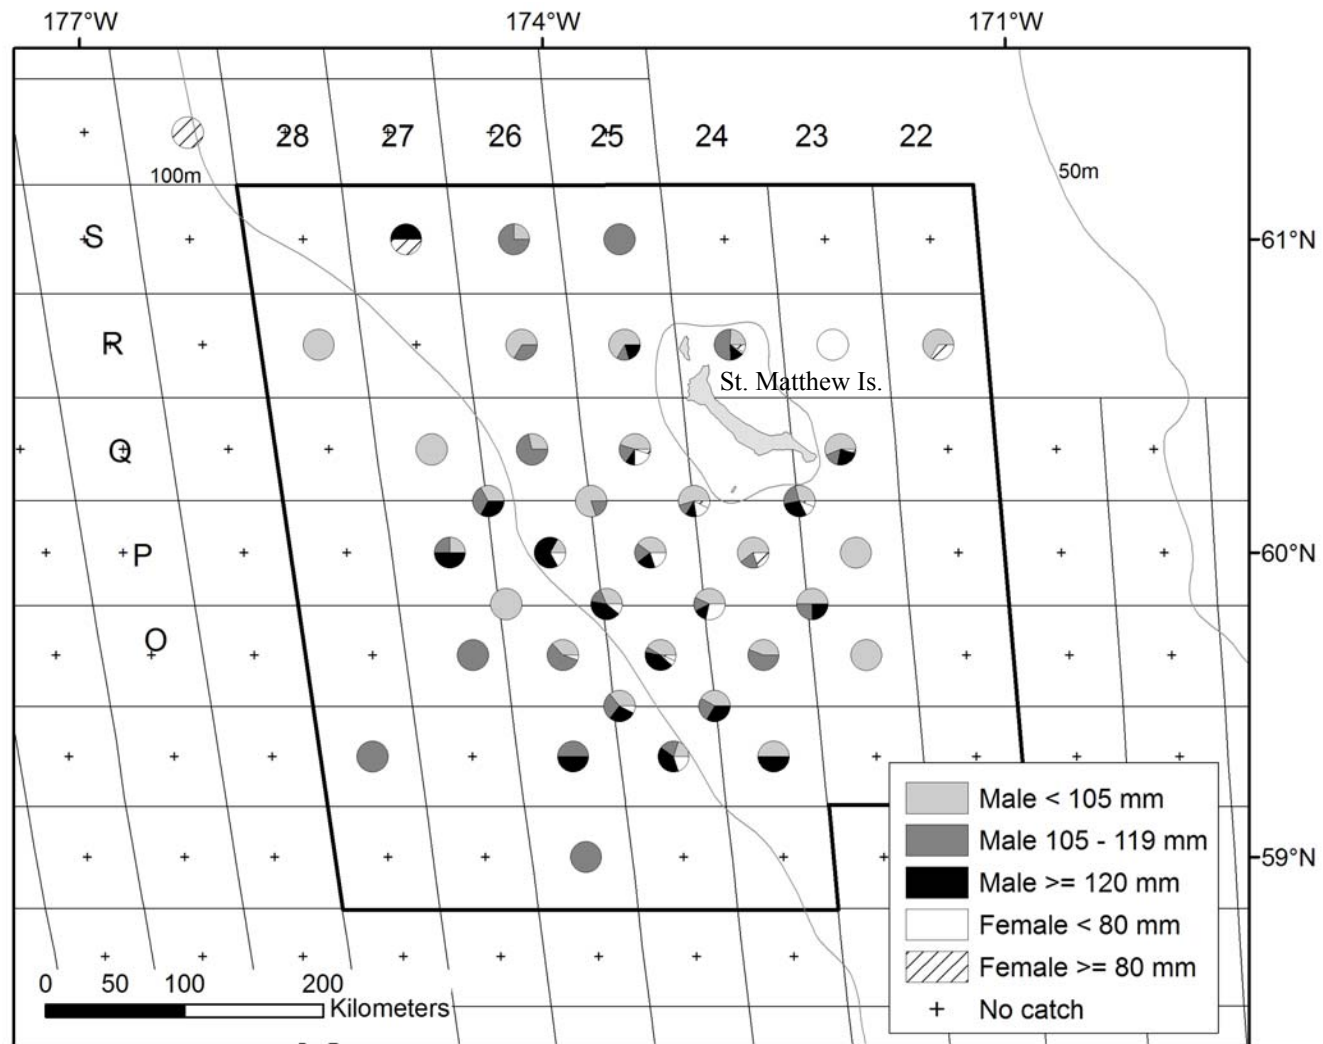 177°W 174°W 171°W
28 27 26 25 24 23 22
100m 50m
S 61°N
R
St. Matthew Is.
Q
P 60°N
O
Male < 105 mm
Male 105 - 119 mm
Male >= 120 mm
59°N
Female < 80 mm
Female >= 80 mm
No catch
0 50 100 200
Kilometers